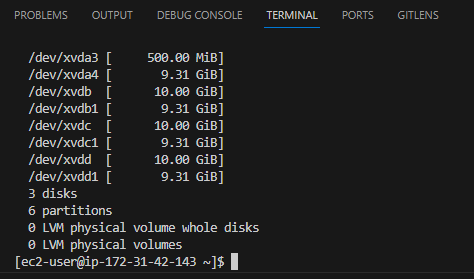 PROBLEMS OUTPUT DEBUG CONSOLE TERMINAL PORTS GITLENS
/dev/xvda3 [     500.00 MiB]
/dev/xvda4 [       9.31 GiB]
/dev/xvdb  [      10.00 GiB]
/dev/xvdb1 [       9.31 GiB]
/dev/xvdc  [      10.00 GiB]
/dev/xvdc1 [       9.31 GiB]
/dev/xvdd  [      10.00 GiB]
/dev/xvdd1 [       9.31 GiB]
3 disks
6 partitions
0 LVM physical volume whole disks
0 LVM physical volumes
[ec2-user@ip-172-31-42-143 ~]$